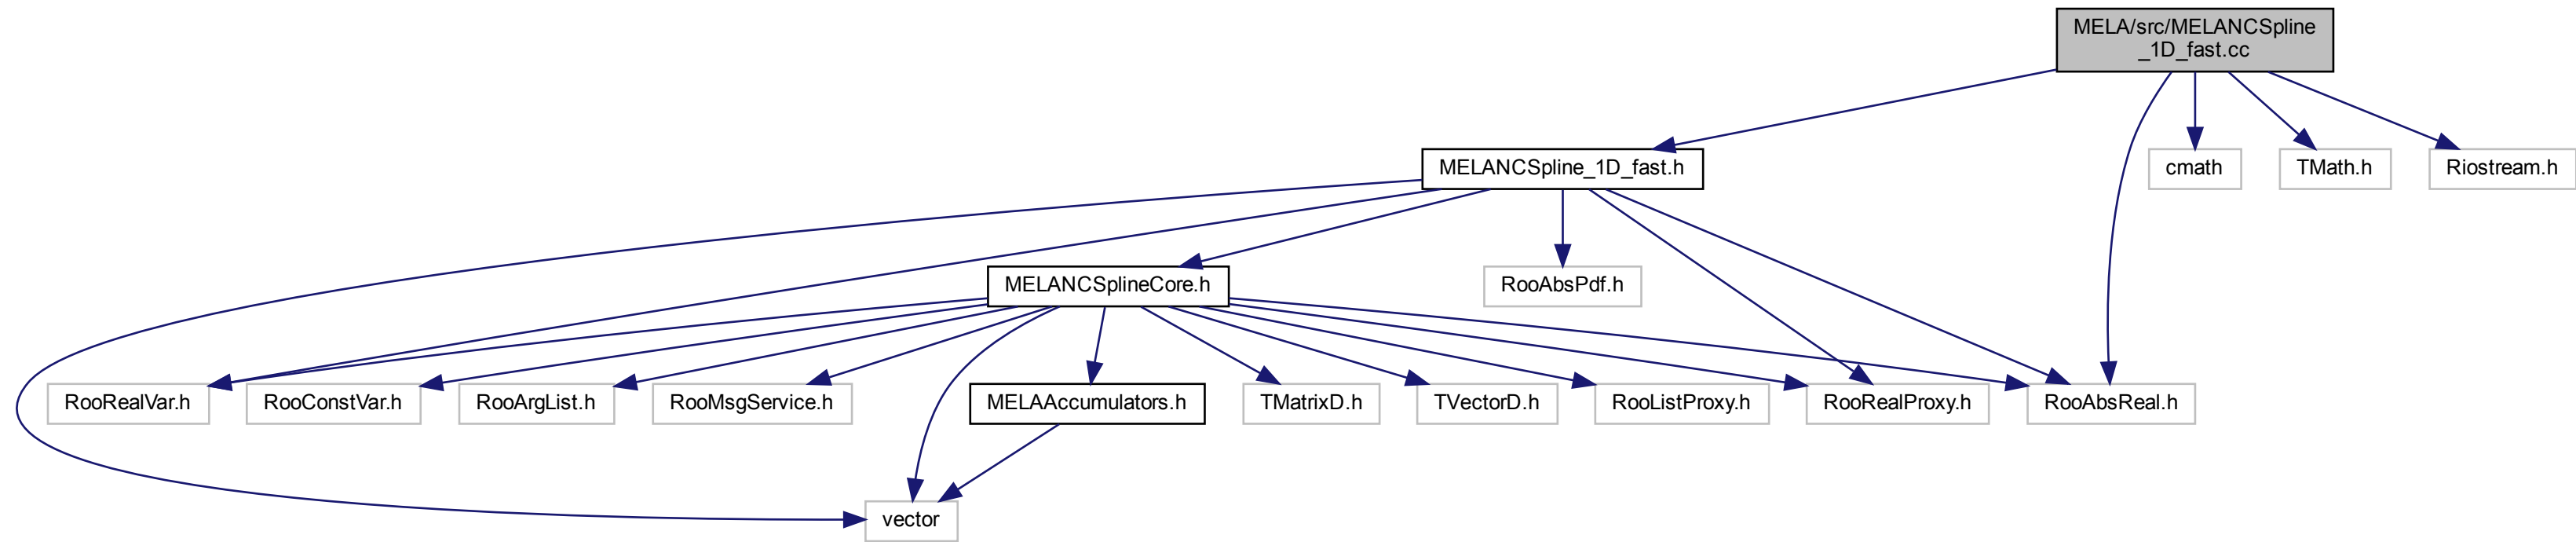 MELA/src/MELANCSpline
_1D_fast.cc
MELANCSpline_1D_fast.h
cmath
TMath.h
Riostream.h
MELANCSplineCore.h
RooAbsPdf.h
RooRealVar.h
RooConstVar.h
RooArgList.h
RooMsgService.h
MELAAccumulators.h
TMatrixD.h
TVectorD.h
RooListProxy.h
RooRealProxy.h
RooAbsReal.h
vector